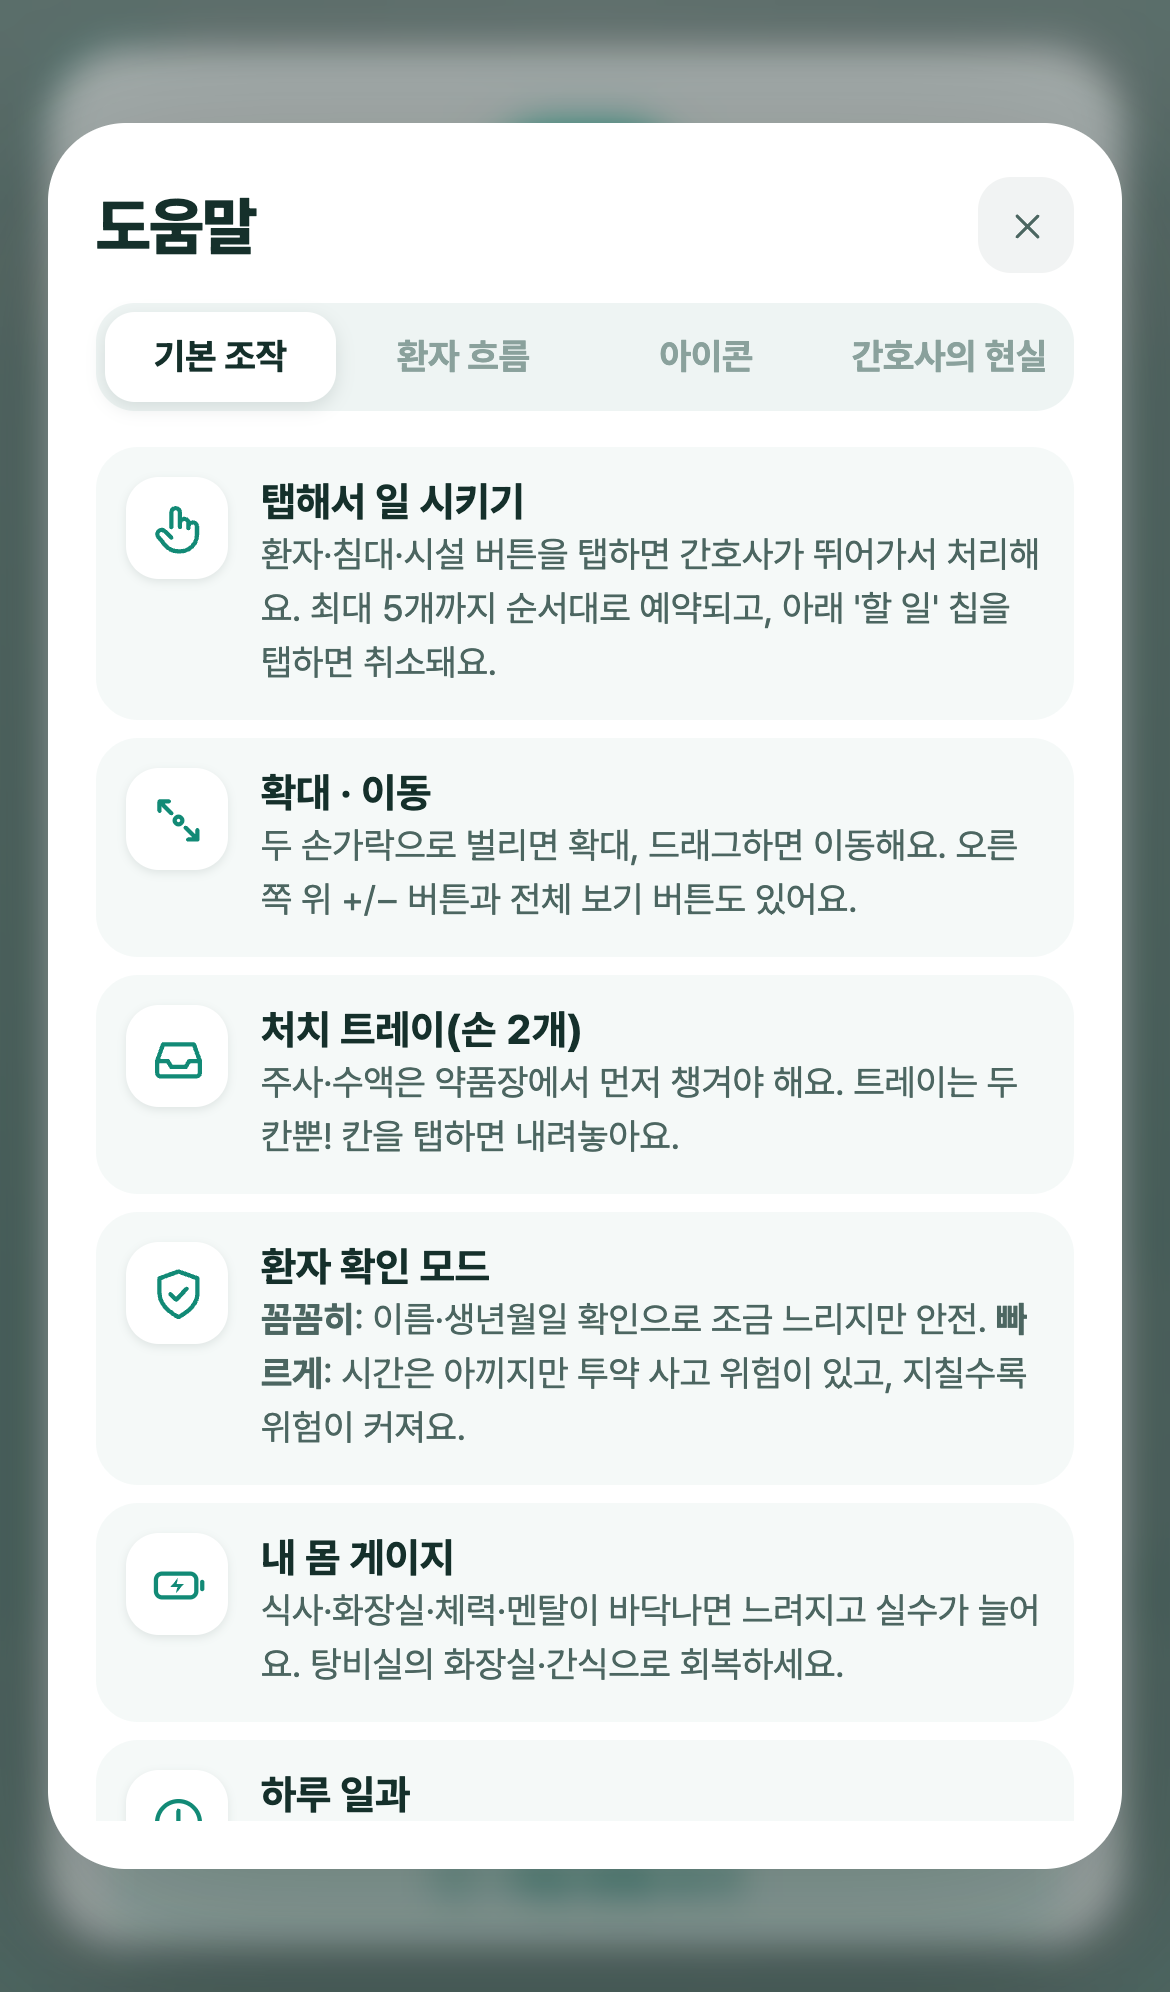 도움말
기본 조작
환자 흐름
아이콘
간호사의 현실
탭해서 일 시키기
환자·침대·시설 버튼을 탭하면 간호사가 뛰어가서 처리해
요. 최대 5개까지 순서대로 예약되고, 아래 '할 일' 칩을
탭하면 취소돼요.
확대 · 이동
두 손가락으로 벌리면 확대, 드래그하면 이동해요. 오른
쪽 위 +/− 버튼과 전체 보기 버튼도 있어요.
처치 트레이(손 2개)
주사·수액은 약품장에서 먼저 챙겨야 해요. 트레이는 두
칸뿐! 칸을 탭하면 내려놓아요.
환자 확인 모드
꼼꼼히: 이름·생년월일 확인으로 조금 느리지만 안전. 빠
르게: 시간은 아끼지만 투약 사고 위험이 있고, 지칠수록
위험이 커져요.
내 몸 게이지
식사·화장실·체력·멘탈이 바닥나면 느려지고 실수가 늘어
요. 탕비실의 화장실·간식으로 회복하세요.
하루 일과